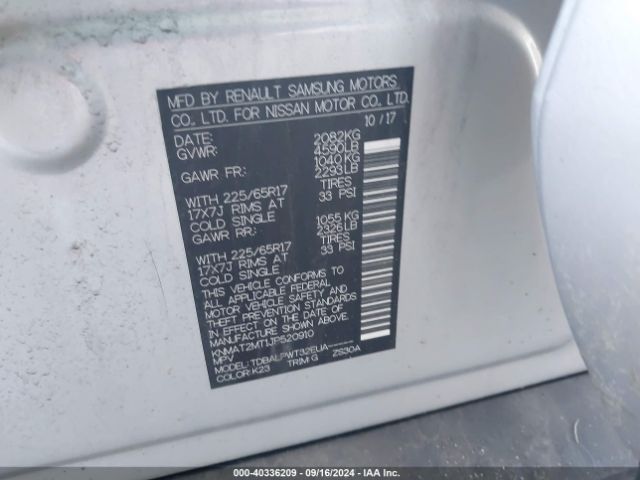 MFD BY RENAULT SAMSUNG MOTORS
CO., LTD. FOR NISSAN MOTOR CO., LTD.
DATE: 10/17
GVWR: 2082KG
4590LB
GAWR FR: 1040KG
2293LB
WITH 225/65R17 TIRES
17X7J RIMS AT 33 PSI
COLD SINGLE
GAWR RR: 1055 KG
2326LB
WITH 225/65R17 TIRES
17X7J RIMS AT 33 PSI
COLD SINGLE
THIS VEHICLE CONFORMS TO
ALL APPLICABLE FEDERAL
MOTOR VEHICLE SAFETY AND
THEFT PREVENTION STANDARDS
IN EFFECT ON THE DATE OF
MANUFACTURE SHOWN ABOVE.
KNMAT2MT1JP520910
MPV
MODEL: ZS30A
COLOR: K23 TRIM: G
000-40336209 - 09/16/2024 - IAA Inc.